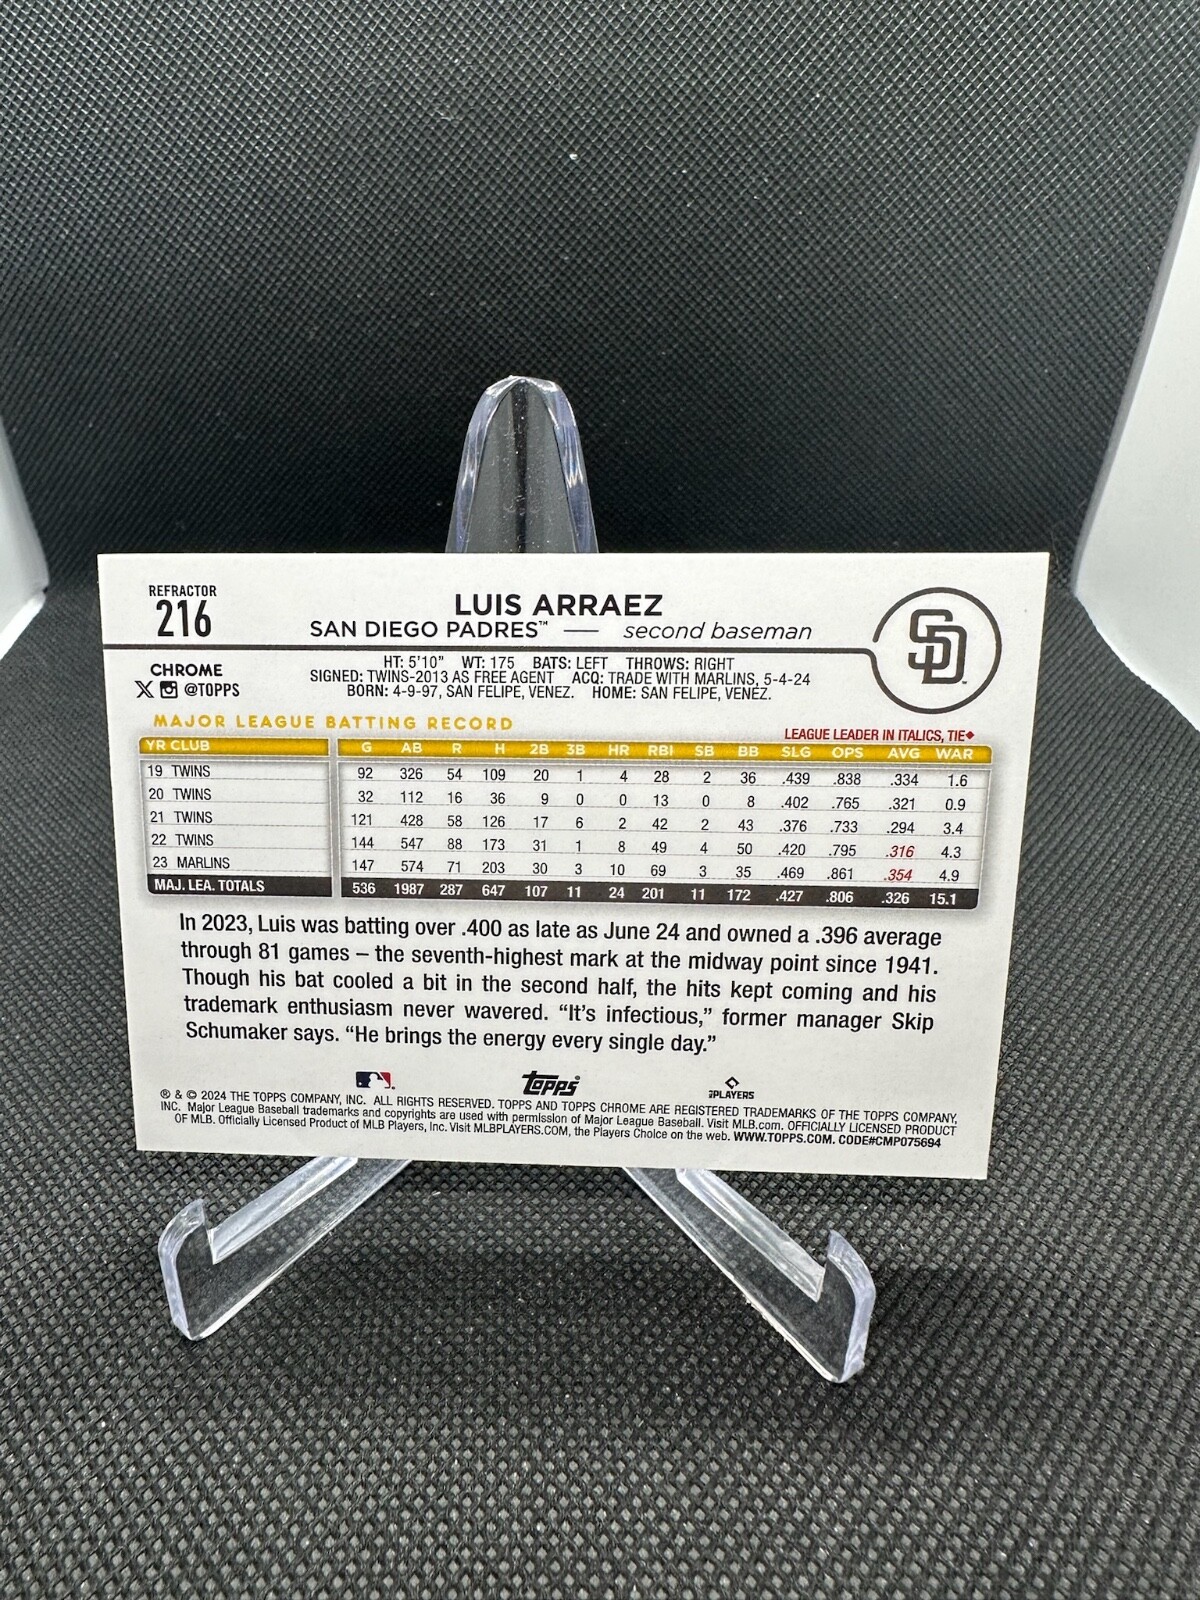 REFRACTOR
216
LUIS ARRAEZ
SAN DIEGO PADRES™ — second baseman
SD
CHROME
@TOPPS
HT: 5'10" WT: 175 BATS: LEFT THROWS: RIGHT
SIGNED: TWINS-2013 AS FREE AGENT ACQ: TRADE WITH MARLINS, 5-4-24
BORN: 4-9-97, SAN FELIPE, VENEZ. HOME: SAN FELIPE, VENEZ.
MAJOR LEAGUE BATTING RECORD
LEAGUE LEADER IN ITALICS, TIE◆
YR CLUB G AB R H 2B 3B HR RBI SB BB SLG OPS AVG WAR
19 TWINS 92 326 54 109 20 1 4 28 2 36 .439 .838 .334 1.6
20 TWINS 32 112 16 36 9 0 0 13 0 8 .402 .765 .321 0.9
21 TWINS 121 428 58 126 17 6 2 42 2 43 .376 .733 .294 3.4
22 TWINS 144 547 88 173 31 1 8 49 4 50 .420 .795 .316 4.3
23 MARLINS 147 574 71 203 30 3 10 69 3 35 .469 .861 .354 4.9
MAJ. LEA. TOTALS 536 1987 287 647 107 11 24 201 11 172 .427 .806 .326 15.1
In 2023, Luis was batting over .400 as late as June 24 and owned a .396 average
through 81 games – the seventh-highest mark at the midway point since 1941.
Though his bat cooled a bit in the second half, the hits kept coming and his
trademark enthusiasm never wavered. “It’s infectious,” former manager Skip
Schumaker says. “He brings the energy every single day.”
topps
PLAYERS
® & © 2024 THE TOPPS COMPANY, INC. ALL RIGHTS RESERVED. TOPPS AND TOPPS CHROME ARE REGISTERED TRADEMARKS OF THE TOPPS COMPANY,
INC. Major League Baseball trademarks and copyrights are used with permission of Major League Baseball. Visit MLB.com. OFFICIALLY LICENSED PRODUCT
OF MLB. Officially Licensed Product of MLB Players, Inc. Visit MLBPLAYERS.COM, the Players Choice on the web. WWW.TOPPS.COM. CODE#CMP075694